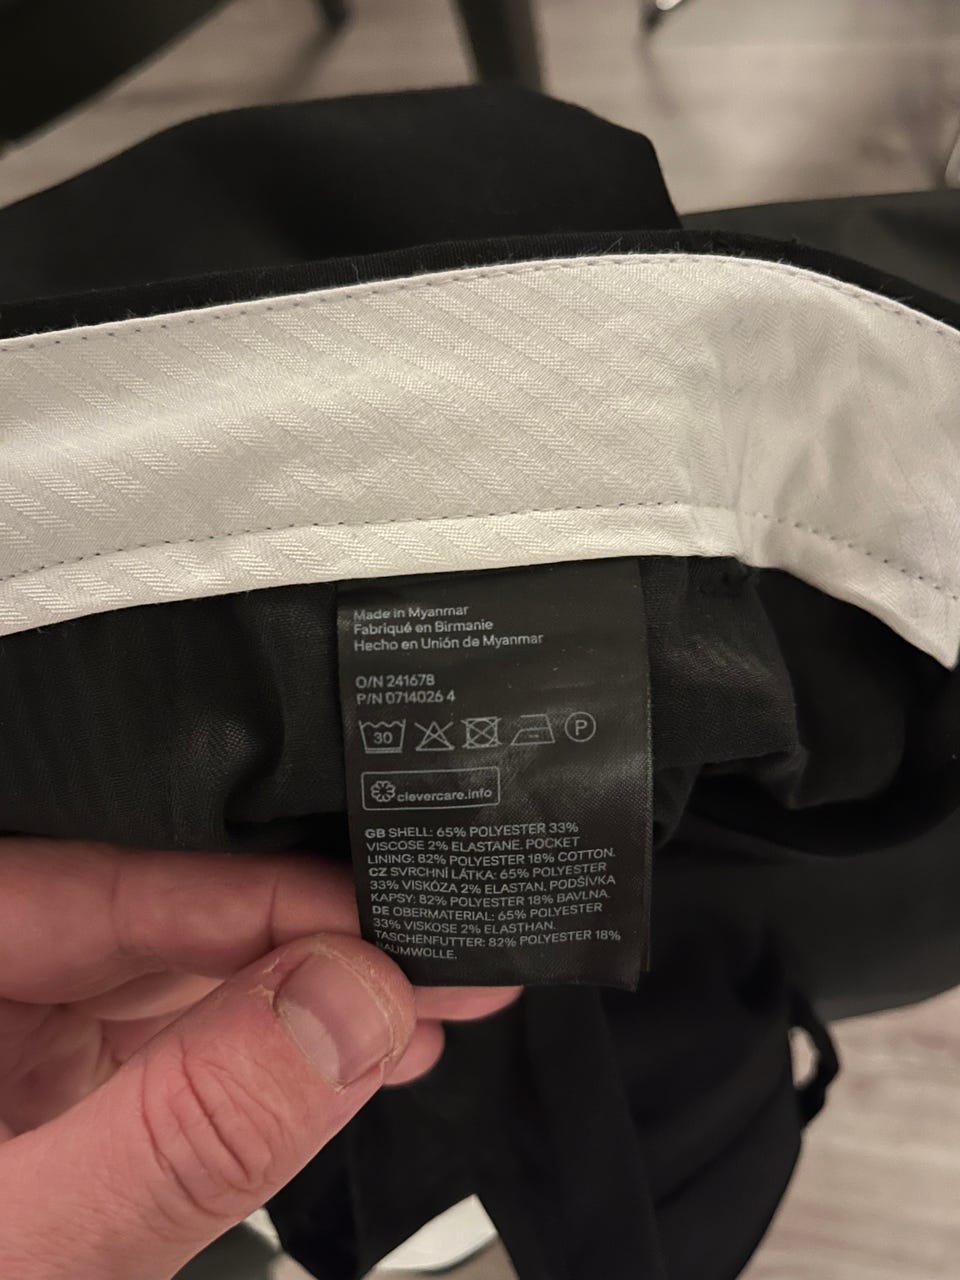 Made in Myanmar
Fabriqué en Birmanie
Hecho en Unión de Myanmar
O/N 241678
P/N 0714026 4
30 P
clevercare.info
GB SHELL: 65% POLYESTER 33%
VISCOSE 2% ELASTANE. POCKET
LINING: 82% POLYESTER 18% COTTON.
CZ SVRCHNÍ LÁTKA: 65% POLYESTER
33% VISKÓZA 2% ELASTAN. PODŠÍVKA
KAPSY: 82% POLYESTER 18% BAVLNA.
DE OBERMATERIAL: 65% POLYESTER
33% VISKOSE 2% ELASTHAN.
TASCHENFUTTER: 82% POLYESTER 18%
BAUMWOLLE.